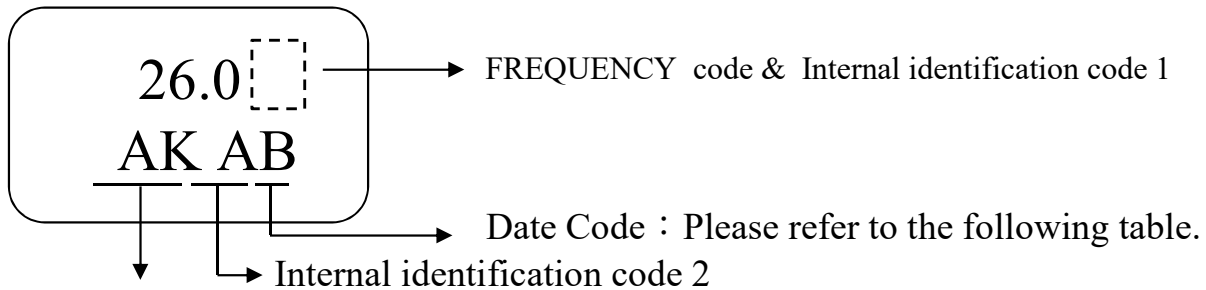 26.0
FREQUENCY code & Internal identification code 1
AK AB
Date Code：Please refer to the following table.
Internal identification code 2